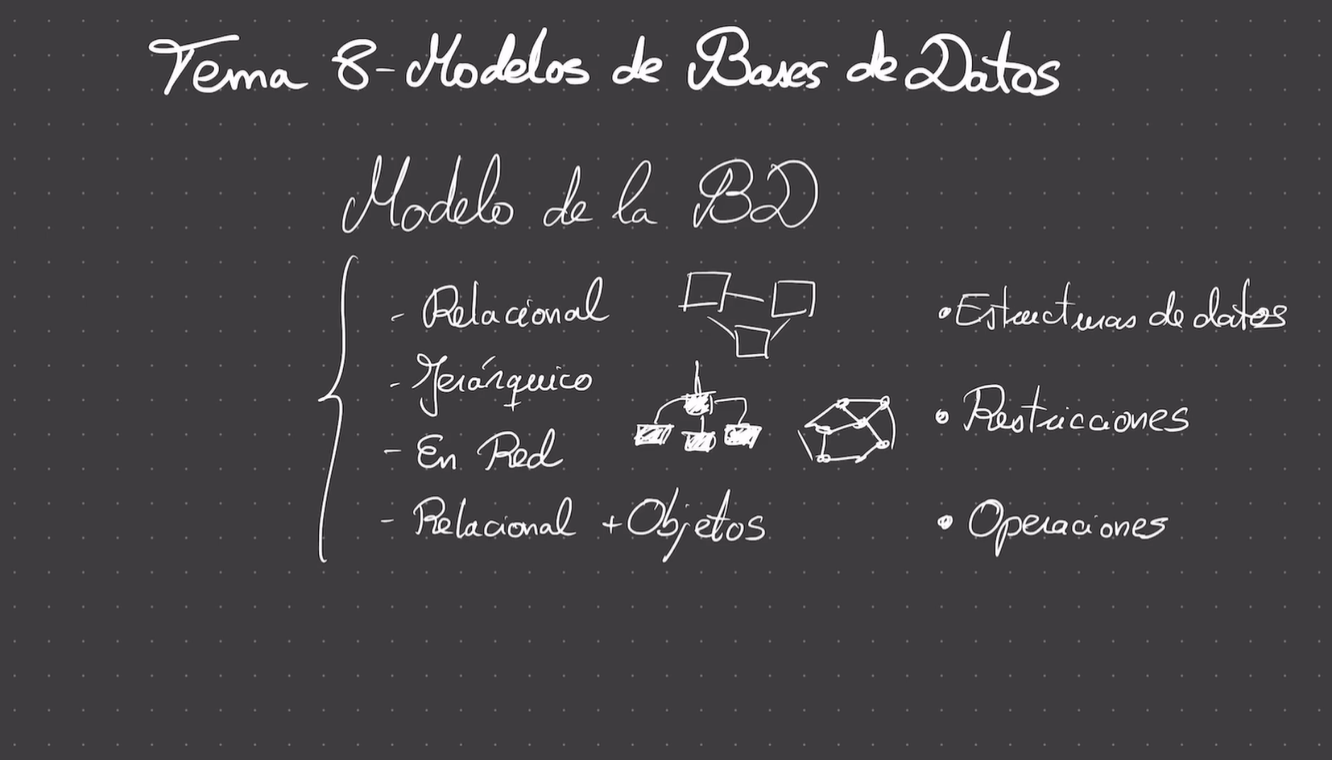 Tema 8 - Modelos de Bases de Datos
Modelo de la BD
- Relacional
- Jerárquico
- En Red
- Relacional + Objetos
• Estructuras de datos
• Restricciones
• Operaciones